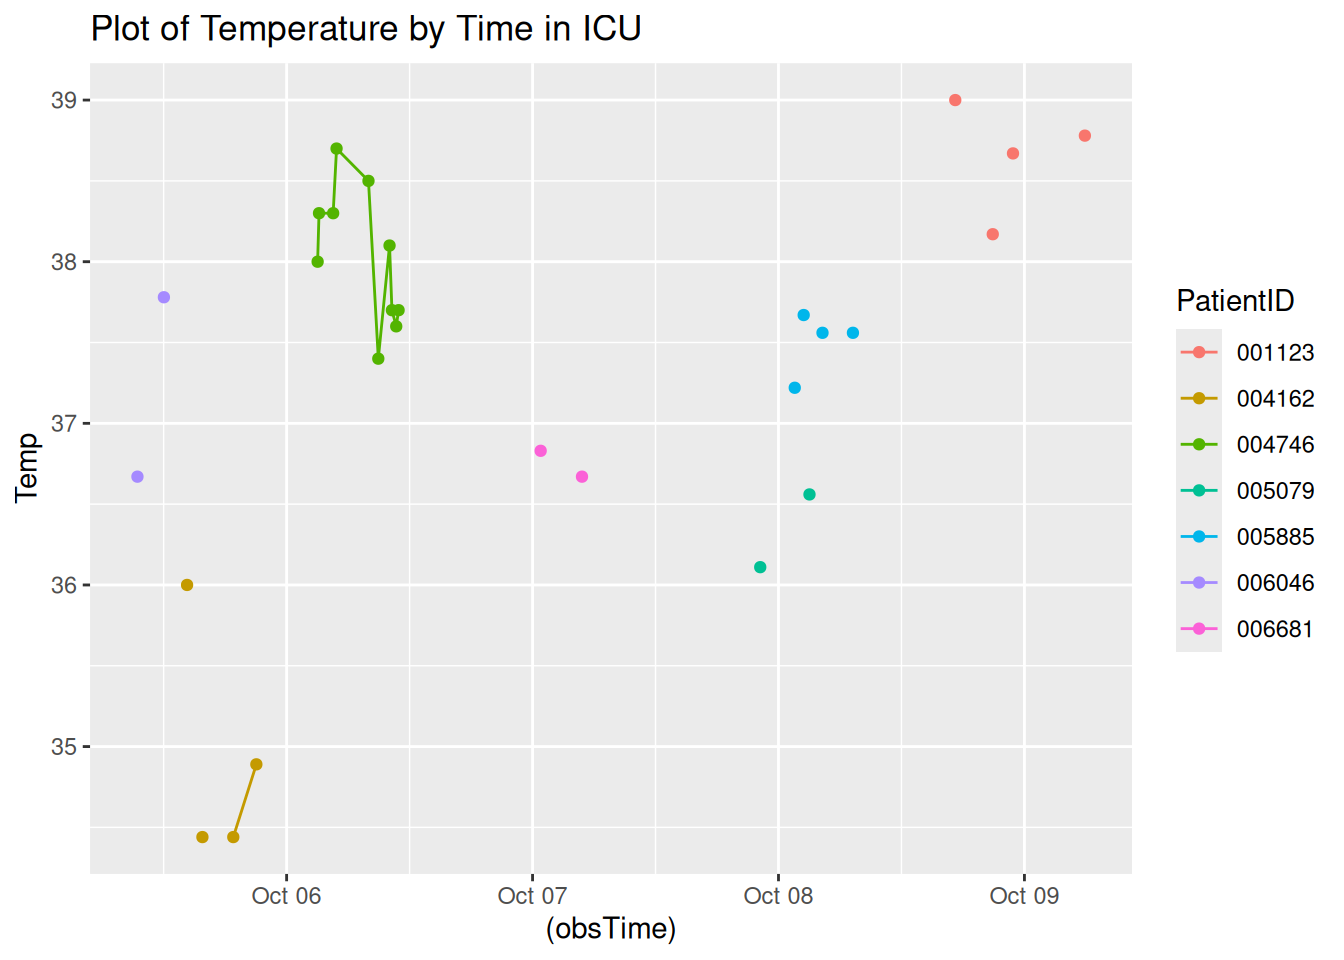 Plot of Temperature by Time in ICU
Temp
39
38
37
36
35
Oct 06
Oct 07
Oct 08
Oct 09
(obsTime)
PatientID
001123
004162
004746
005079
005885
006046
006681